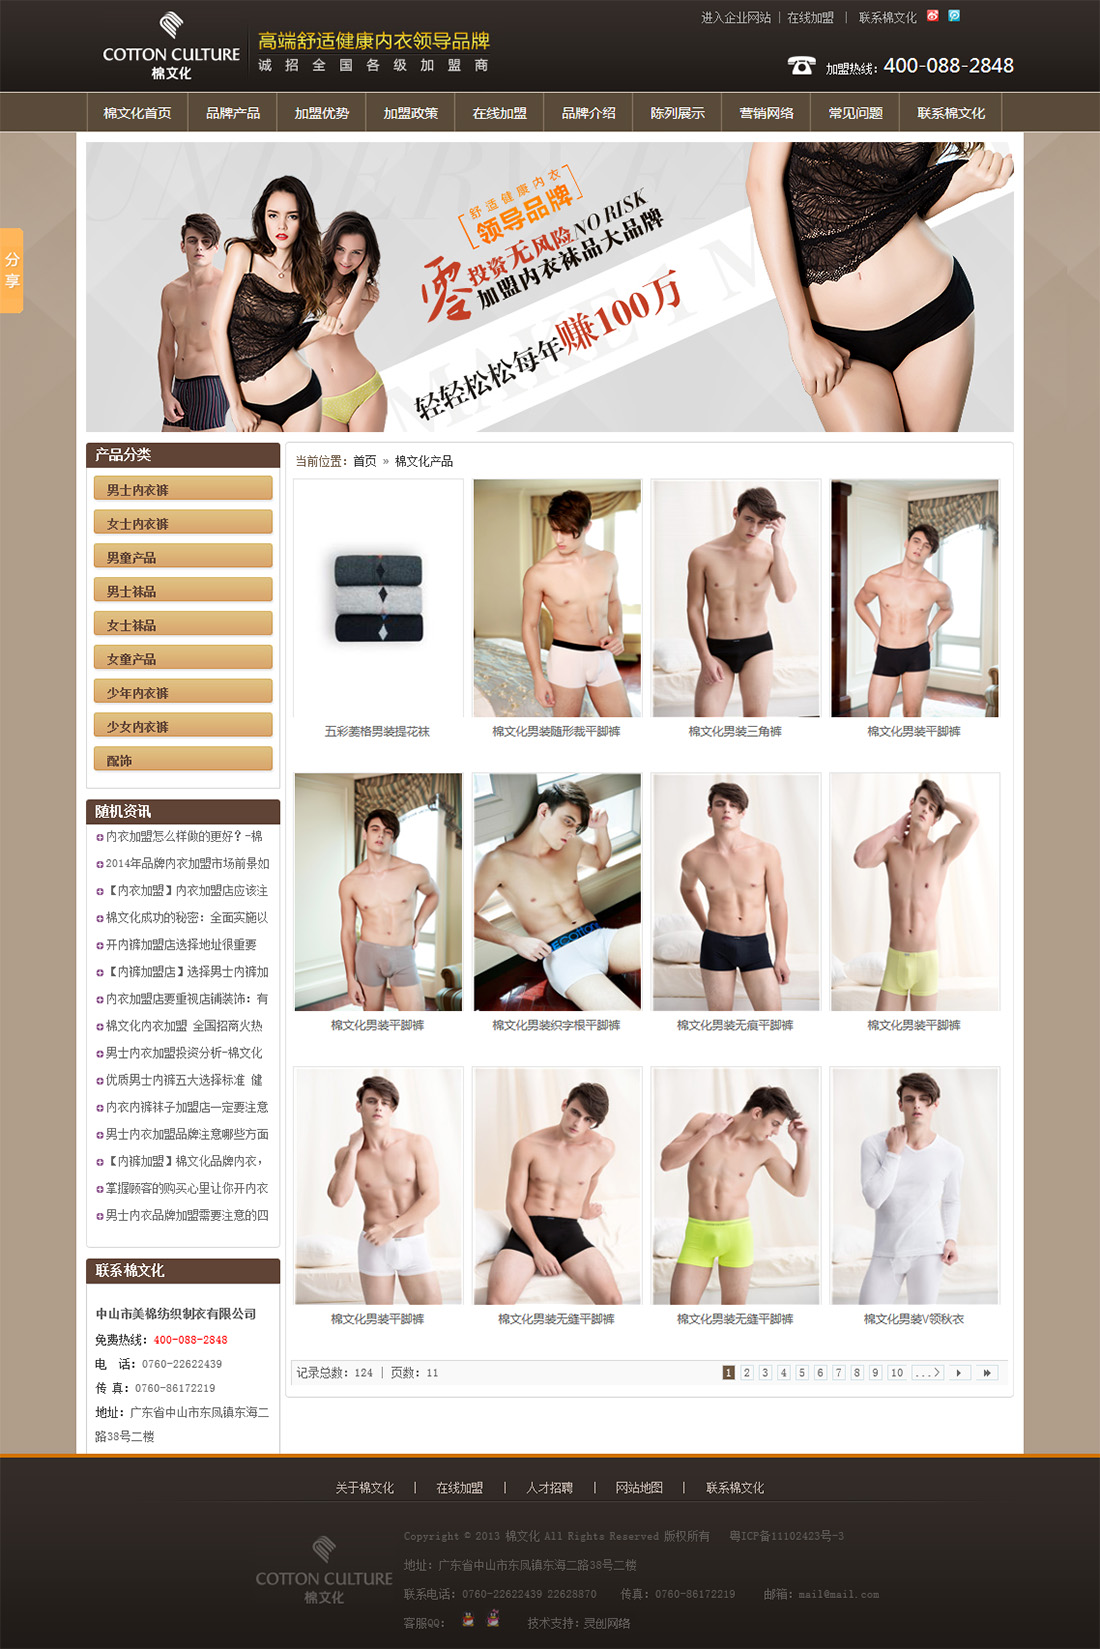 进入企业网站 | 在线加盟 | 联系棉文化
COTTON CULTURE
棉文化
高端舒适健康内衣领导品牌
诚招全国各级加盟商
加盟热线：400-088-2848
棉文化首页 品牌产品 加盟优势 加盟政策 在线加盟 品牌介绍 陈列展示 营销网络 常见问题 联系棉文化
分享
舒适健康内衣
领导品牌
零投资无风险NO RISK
加盟内衣袜品大品牌
轻轻松松每年赚100万
产品分类
男士内衣裤
女士内衣裤
男童产品
男士袜品
女士袜品
女童产品
少年内衣裤
少女内衣裤
配饰
随机资讯
内衣加盟怎么样做的更好？-棉
2014年品牌内衣加盟市场前景如
【内衣加盟】内衣加盟店应该注
棉文化成功的秘密：全面实施以
开内裤加盟店选择地址很重要
【内裤加盟店】选择男士内裤加
内衣加盟店要重视店铺装饰：有
棉文化内衣加盟 全国招商火热
男士内衣加盟投资分析-棉文化
优质男士内裤五大选择标准 健
内衣内裤袜子加盟店一定要注意
男士内衣加盟品牌注意哪些方面
【内裤加盟】棉文化品牌内衣，
掌握顾客的购买心里让你开内衣
男士内衣品牌加盟需要注意的四
联系棉文化
中山市美棉纺织制衣有限公司
免费热线：400-088-2848
电 话：0760-22622439
传 真：0760-86172219
地址：广东省中山市东凤镇东海二
路38号二楼
当前位置：首页 » 棉文化产品
五彩菱格男装提花袜 棉文化男装随形裁平脚裤 棉文化男装三角裤 棉文化男装平脚裤
棉文化男装平脚裤 棉文化男装织字根平脚裤 棉文化男装无痕平脚裤 棉文化男装平脚裤
棉文化男装平脚裤 棉文化男装无缝平脚裤 棉文化男装无缝平脚裤 棉文化男装V领秋衣
记录总数：124 | 页数：11
1 2 3 4 5 6 7 8 9 10 ...>
关于棉文化 | 在线加盟 | 人才招聘 | 网站地图 | 联系棉文化
COTTON CULTURE
棉文化
Copyright © 2013 棉文化 All Rights Reserved 版权所有 粤ICP备11102423号-3
地址：广东省中山市东凤镇东海二路38号二楼
联系电话：0760-22622439 22628870 传真：0760-86172219 邮箱：mail@mail.com
客服QQ： 技术支持：灵创网络